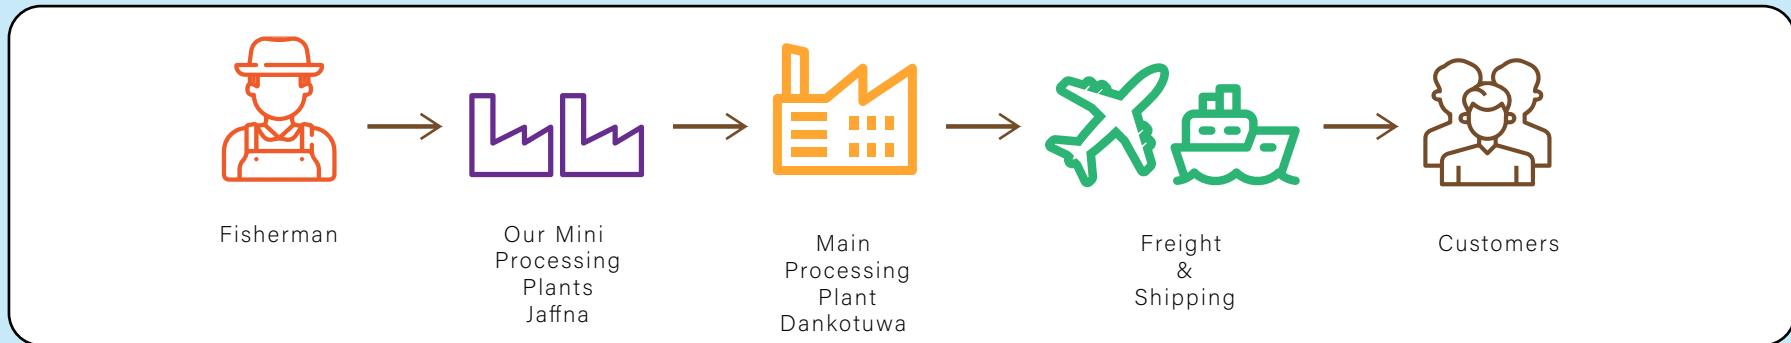 Fisherman
Our Mini
Processing
Plants
Jaffna
Main
Processing
Plant
Dankotuwa
Freight
&
Shipping
Customers